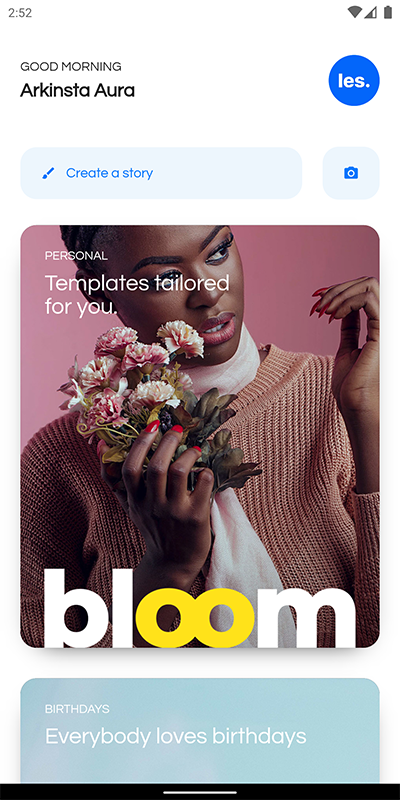 2:52
GOOD MORNING
Arkinsta Aura
les.
Create a story
PERSONAL
Templates tailored
for you.
bloom
BIRTHDAYS
Everybody loves birthdays